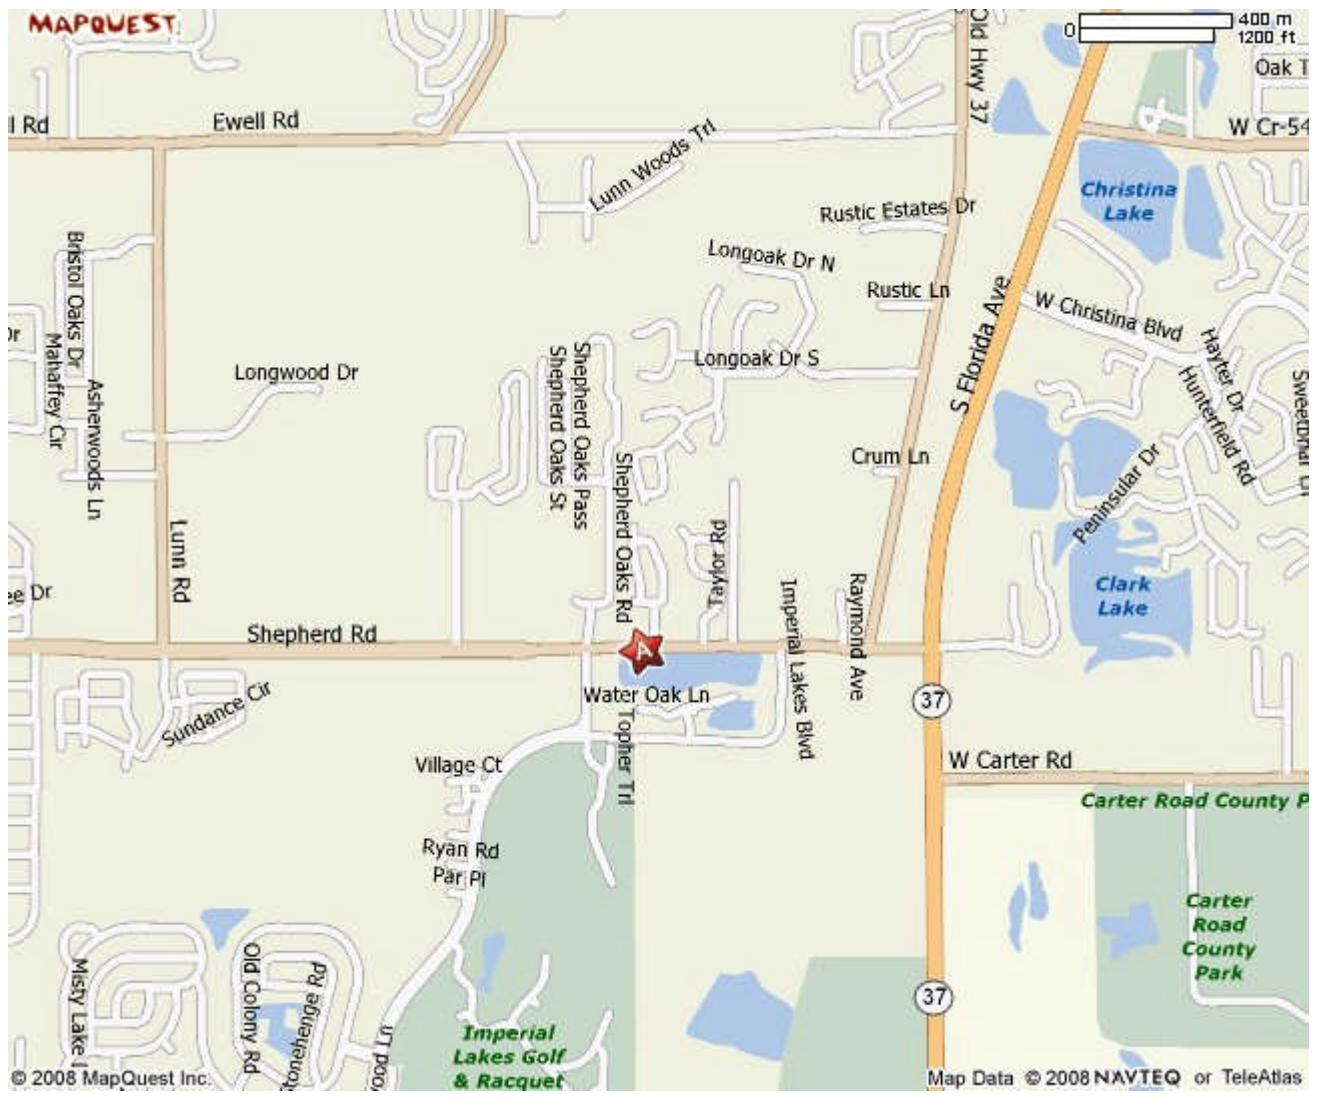 MAPQUEST
0
400 m
1200 ft
Old Hwy 37
Oak T
l Rd
Ewell Rd
W Cr-54
Lunn Woods Trl
Christina
Lake
Rustic Estates Dr
Bristol Oaks Dr
Longoak Dr N
Rustic Ln
W Christina Blvd
S Florida Ave
Dr
Mahaffey Cir
Longwood Dr
Shepherd Oaks St
Shepherd Oaks Pass
Longoak Dr S
Hayter Dr
Hunterfield Rd
Asherwoods Ln
Shepherd Oaks Rd
Crum Ln
Peninsular Dr
Lunn Rd
Taylor Rd
Imperial Lakes Blvd
Raymond Ave
Clark
Lake
ee Dr
Shepherd Rd
A
Sundance Cir
Water Oak Ln
37
Topher Trl
Village Ct
W Carter Rd
Carter Road County P
Ryan Rd
Par Pl
Carter
Road
County
Park
Misty Lake
Old Colony Rd
tonehenge Rd
37
ood Ln
Imperial
Lakes Golf
& Racquet
© 2008 MapQuest Inc.
Map Data © 2008 NAVTEQ or TeleAtlas